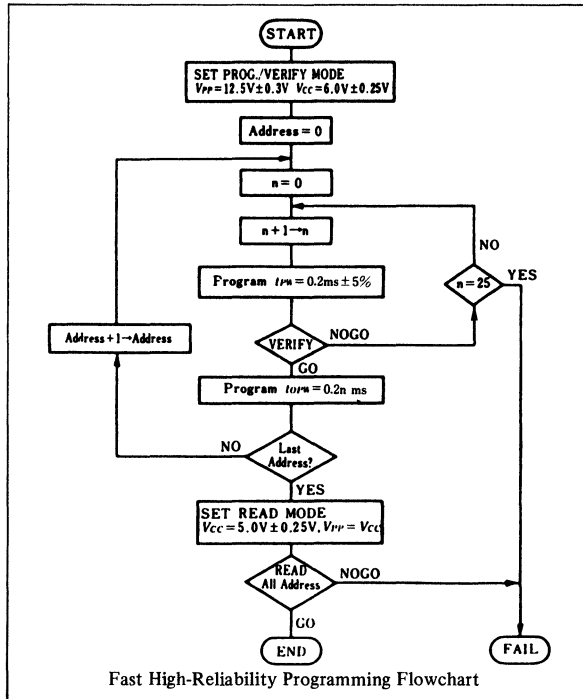 START
SET PROG./VERIFY MODE
VPP=12.5V±0.3V VCC=6.0V±0.25V
Address = 0
n = 0
n + 1→n
NO
YES
Program tPW = 0.2ms ± 5%
n = 25
Address + 1→Address
VERIFY
NOGO
GO
Program tOPW = 0.2n ms
NO
Last
Address?
YES
SET READ MODE
VCC = 5.0V ± 0.25V, VPP = VCC
READ
All Address
NOGO
GO
END
FAIL
Fast High-Reliability Programming Flowchart